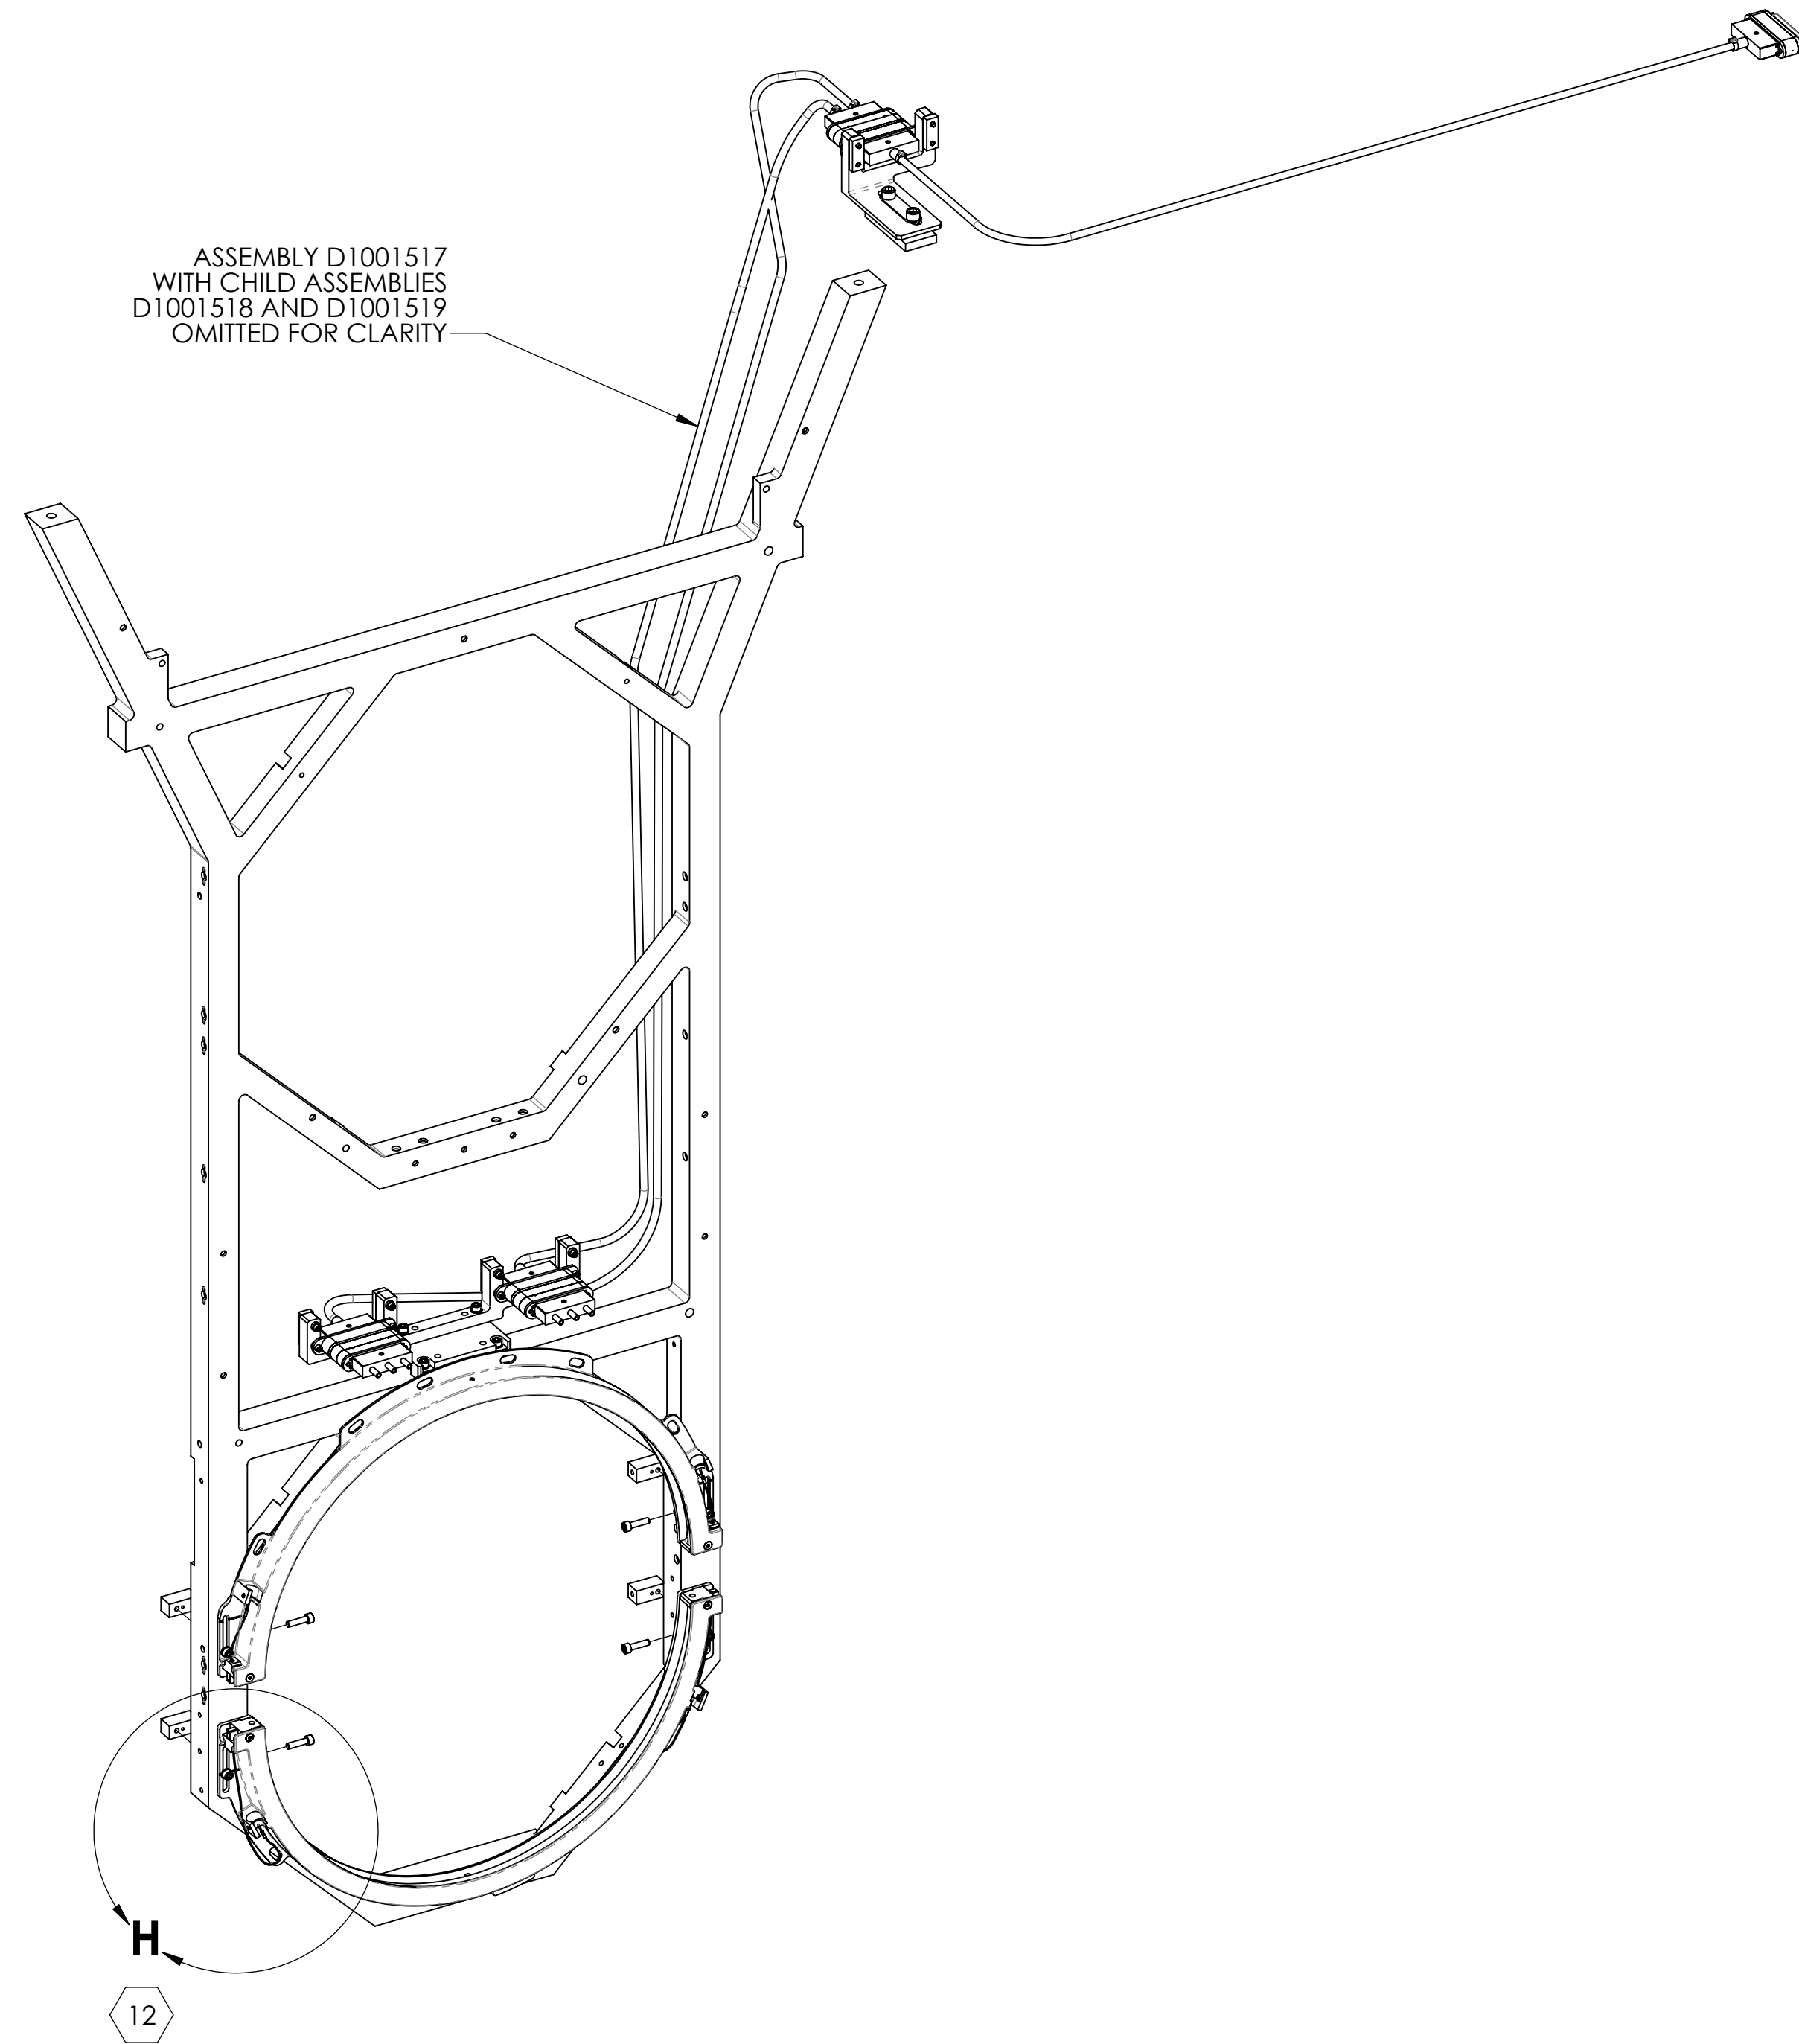 ASSEMBLY D1001517
WITH CHILD ASSEMBLIES
D1001518 AND D1001519
OMITTED FOR CLARITY
H
12